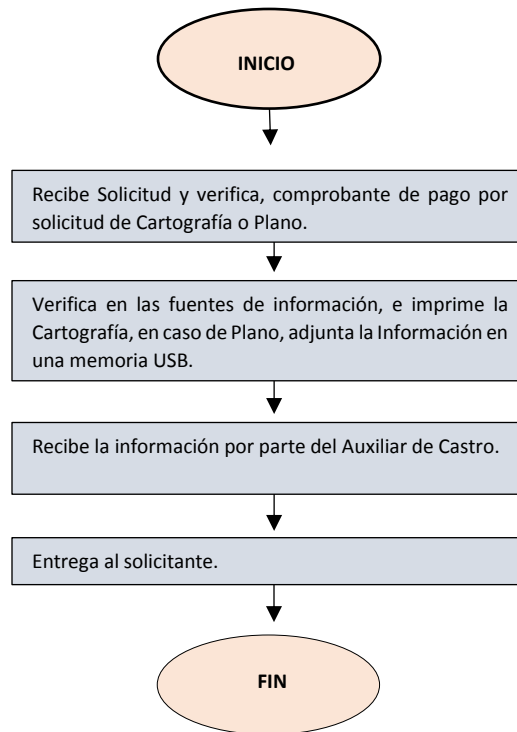 INICIO
Recibe Solicitud y verifica, comprobante de pago por
solicitud de Cartografía o Plano.
Verifica en las fuentes de información, e imprime la
Cartografía, en caso de Plano, adjunta la Información en
una memoria USB.
Recibe la información por parte del Auxiliar de Castro.
Entrega al solicitante.
FIN